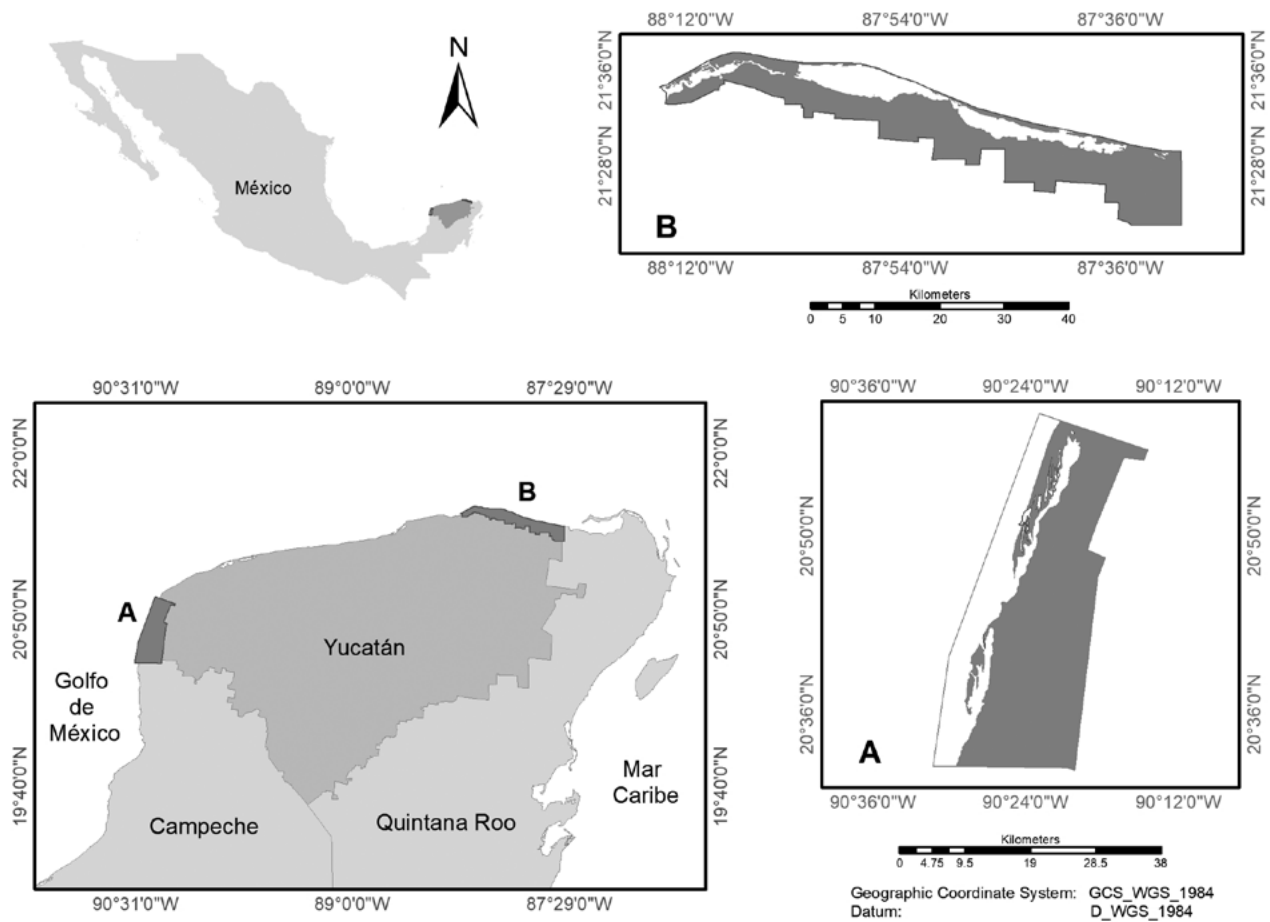 N
México
88°12'0"W 87°54'0"W 87°36'0"W
21°36'0"N
21°28'0"N
21°36'0"N
21°28'0"N
B
88°12'0"W 87°54'0"W 87°36'0"W
Kilometers
0 5 10 20 30 40
90°31'0"W 89°0'0"W 87°29'0"W
22°0'0"N
20°50'0"N
19°40'0"N
22°0'0"N
20°50'0"N
19°40'0"N
B
A
Yucatán
Golfo
de
México
Mar
Caribe
Campeche
Quintana Roo
90°31'0"W 89°0'0"W 87°29'0"W
90°36'0"W 90°24'0"W 90°12'0"W
20°50'0"N
20°36'0"N
20°50'0"N
20°36'0"N
A
90°36'0"W 90°24'0"W 90°12'0"W
Kilometers
0 4.75 9.5 19 28.5 38
Geographic Coordinate System: GCS_WGS_1984
Datum: D_WGS_1984